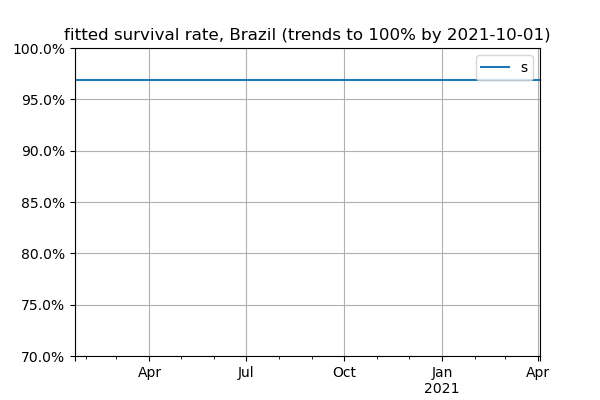 fitted survival rate, Brazil (trends to 100% by 2021-10-01)
100.0%
s
95.0%
90.0%
85.0%
80.0%
75.0%
70.0%
Apr Jul Oct Jan Apr
2021